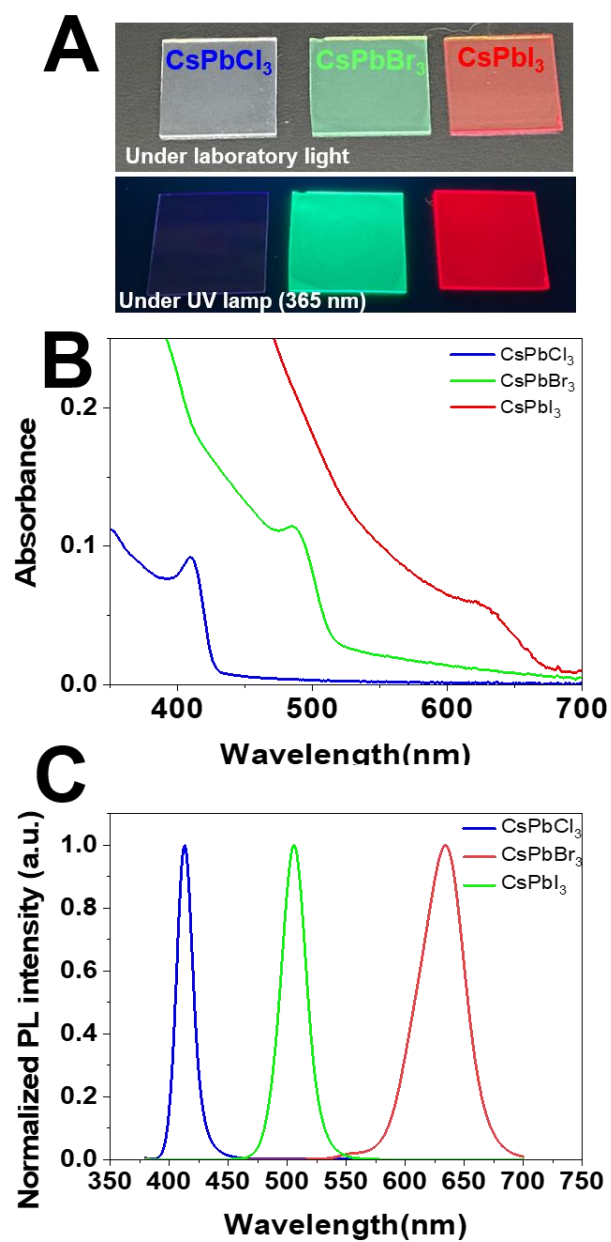 A
CsPbCl₃ CsPbBr₃ CsPbI₃
Under laboratory light
Under UV lamp (365 nm)
B
CsPbCl₃
CsPbBr₃
CsPbI₃
0.2
0.1
0.0
Absorbance
400 500 600 700
Wavelength(nm)
C
CsPbCl₃
CsPbBr₃
CsPbI₃
1.0
0.8
0.6
0.4
0.2
0.0
Normalized PL intensity (a.u.)
350 400 450 500 550 600 650 700 750
Wavelength(nm)